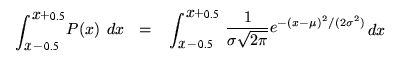 ∫_{x−0.5}^{x+0.5} P(x) dx = ∫_{x−0.5}^{x+0.5} \frac{1}{σ\sqrt{2π}} e^{−(x−μ)^2/(2σ^2)} dx